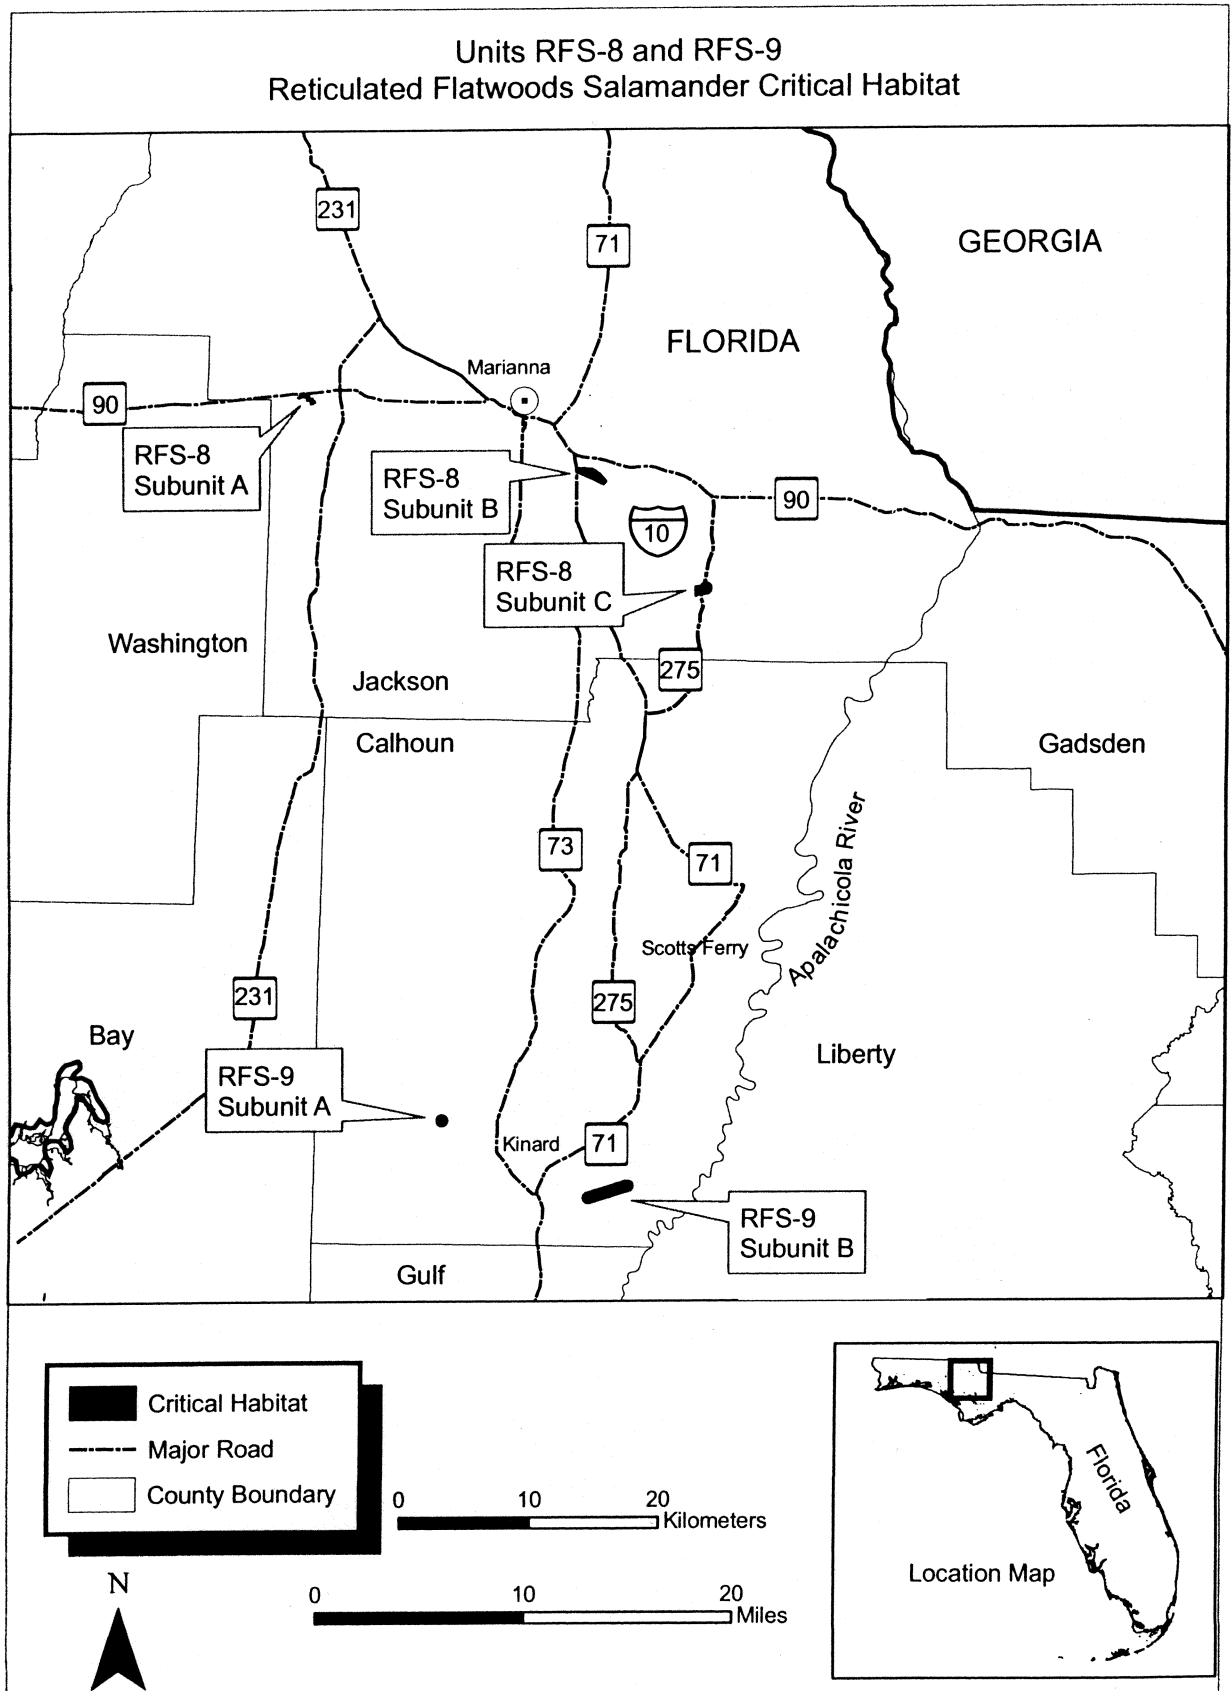 Units RFS-8 and RFS-9
Reticulated Flatwoods Salamander Critical Habitat
231
71
GEORGIA
FLORIDA
Marianna
90
RFS-8
Subunit A
RFS-8
Subunit B
90
10
RFS-8
Subunit C
Washington
275
Jackson
Calhoun
Gadsden
73
71
Apalachicola River
Scotts Ferry
231
275
Bay
Liberty
RFS-9
Subunit A
Kinard
71
RFS-9
Subunit B
Gulf
Critical Habitat
Major Road
County Boundary
0 10 20
Kilometers
N
0 10 20
Miles
Florida
Location Map